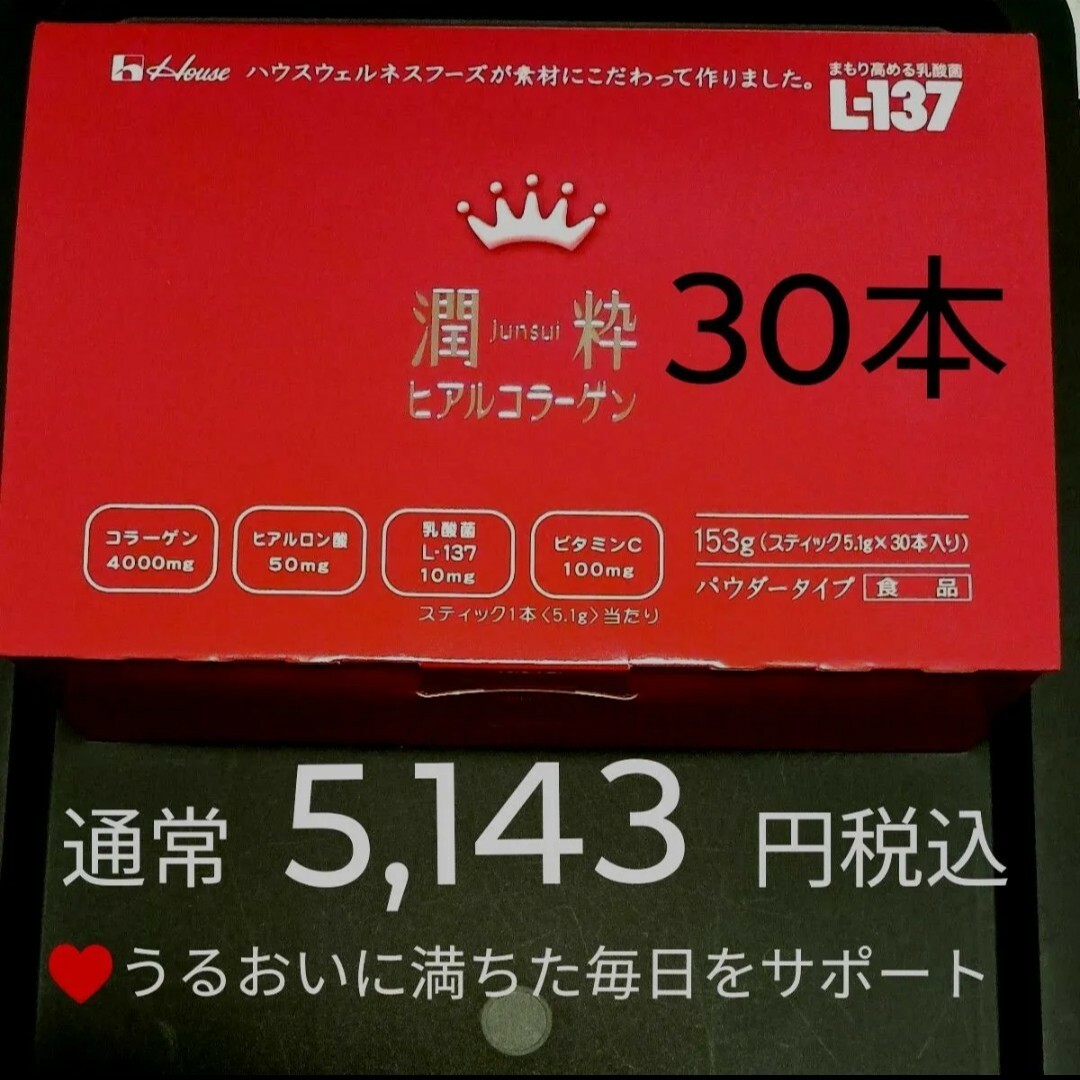 House ハウスウェルネスフーズが素材にこだわって作りました。
まもり高める乳酸菌
L-137
潤 Junsui 粋
ヒアルコラーゲン
30本
コラーゲン
4000mg
ヒアルロン酸
50mg
乳酸菌
L-137
10mg
ビタミンC
100mg
スティック1本〈5.1g〉当たり
153g(スティック5.1g×30本入り)
パウダータイプ 食品
通常 5,143 円税込
♥うるおいに満ちた毎日をサポート